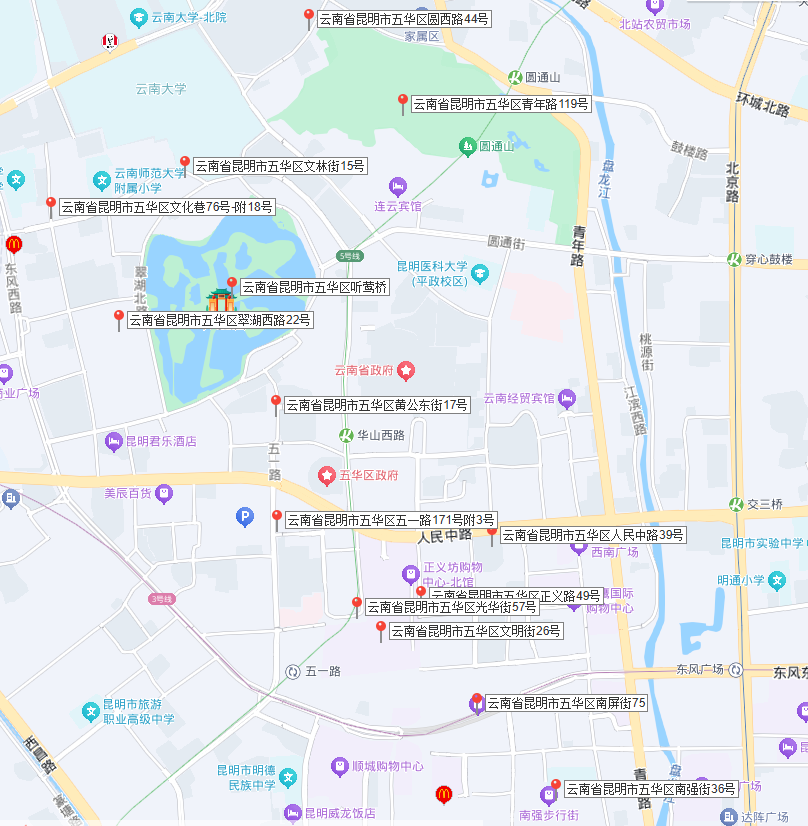 云南大学-北院
云南省昆明市五华区圆西路44号
家属区
北站农贸市场
云南大学
圆通山
云南省昆明市五华区青年路119号
环城北路
鼓楼路
圆通山
盘龙江
北京路
云南省昆明市五华区文林街15号
云南师范大学
附属小学
云南省昆明市五华区文化巷76号-附18号
连云宾馆
青年路
圆通街
5号线
穿心鼓楼
东风西路
翠湖北路
昆明医科大学
(平政校区)
云南省昆明市五华区听莺桥
云南省昆明市五华区翠湖西路22号
桃源街
云南省政府
商业广场
云南经贸宾馆
江滨西路
云南省昆明市五华区黄公东街17号
昆明君乐酒店
华山西路
五一路
五华区政府
美辰百货
P
交三桥
云南省昆明市五华区五一路171号附3号
人民中路
云南省昆明市五华区人民中路39号
昆明市实验中学
西南广场
正义坊购物
中心-北馆
明通小学
3号线
云南省昆明市五华区正义路49号
鹰国际
购物中心
云南省昆明市五华区光华街57号
云南省昆明市五华区文明街26号
五一路
东风广场
东风东
昆明市旅游
职业高级中学
云南省昆明市五华区南屏街75
西昌路
顺城购物中心
昆明市明德
民族中学
青年路
盘龙江
云南省昆明市五华区南强街36号
广场
南强步行街
昆明威龙饭店
达阵广场